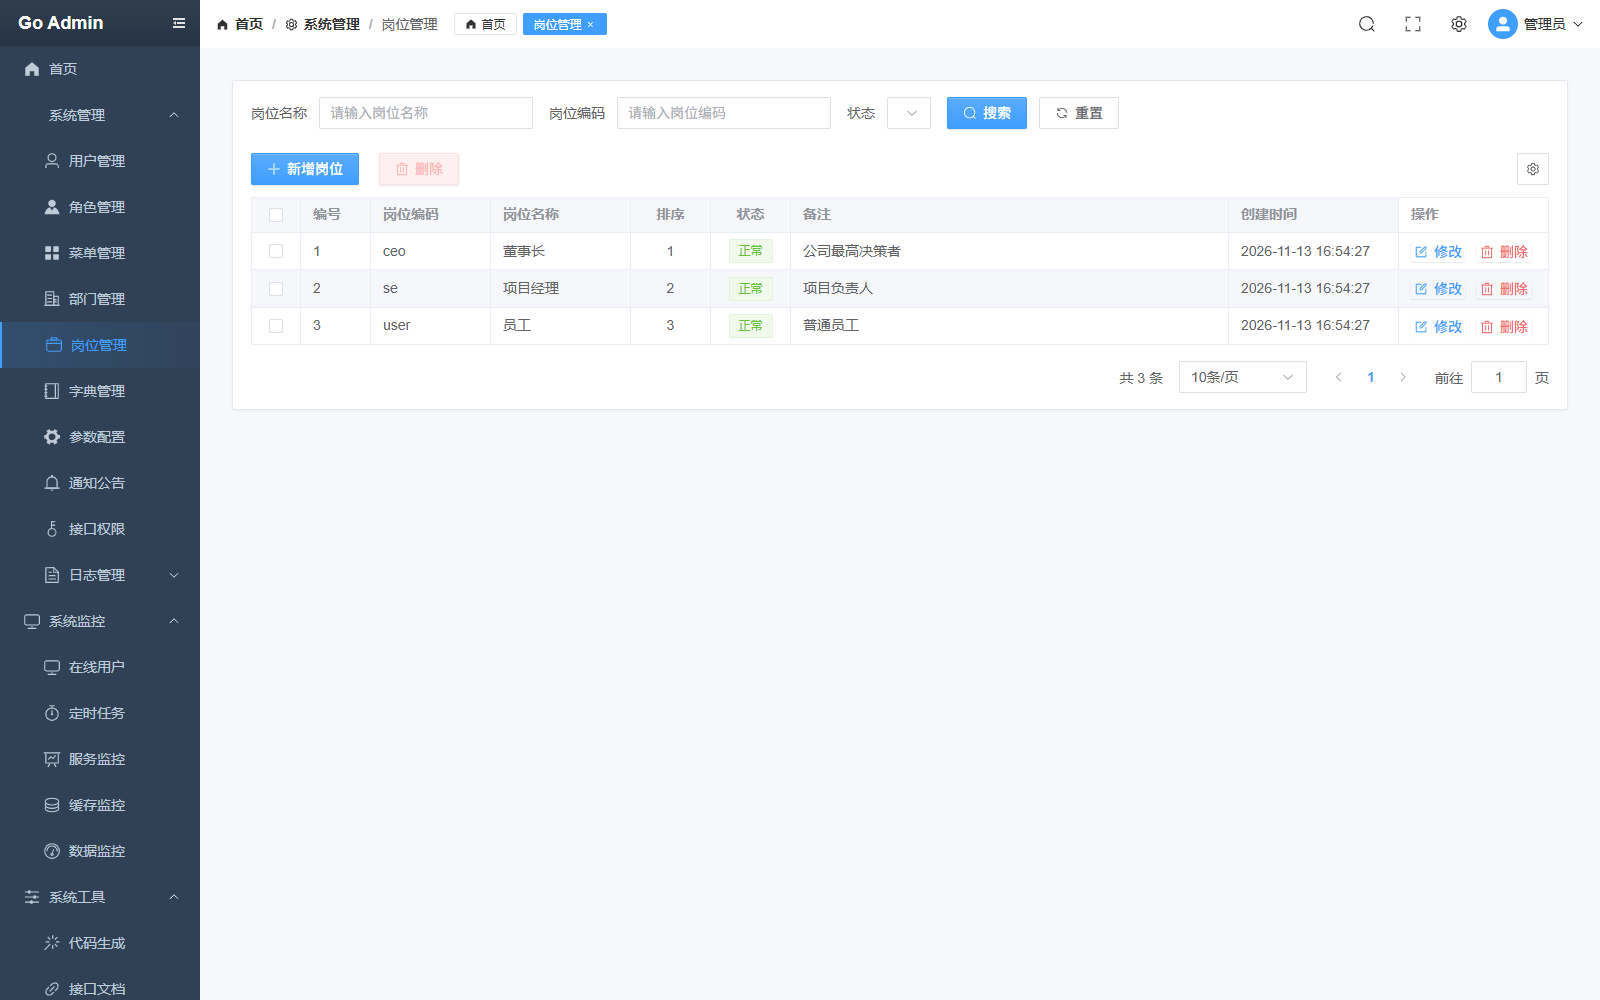 Go Admin
首页 / 系统管理 / 岗位管理
首页
岗位管理 ×
管理员
首页
系统管理
用户管理
角色管理
菜单管理
部门管理
岗位管理
字典管理
参数配置
通知公告
接口权限
日志管理
系统监控
在线用户
定时任务
服务监控
缓存监控
数据监控
系统工具
代码生成
接口文档
岗位名称 请输入岗位名称 岗位编码 请输入岗位编码 状态 搜索 重置
新增岗位 删除
编号 岗位编码 岗位名称 排序 状态 备注 创建时间 操作
1 ceo 董事长 1 正常 公司最高决策者 2026-11-13 16:54:27 修改 删除
2 se 项目经理 2 正常 项目负责人 2026-11-13 16:54:27 修改 删除
3 user 员工 3 正常 普通员工 2026-11-13 16:54:27 修改 删除
共 3 条 10条/页 1 前往 1 页